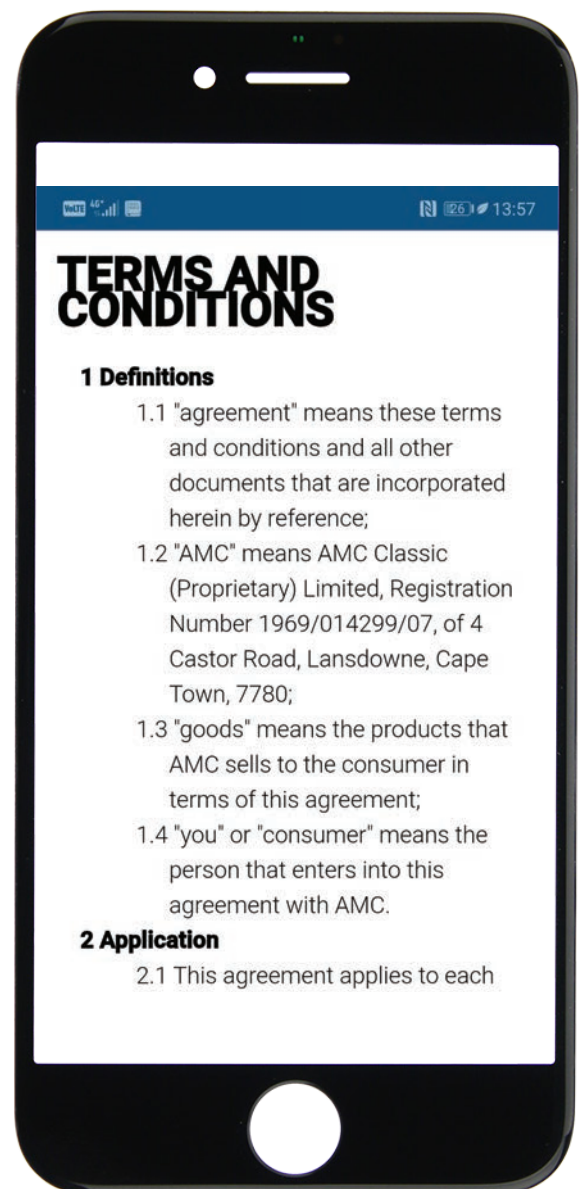 VoLTE 4G+ 26 13:57
TERMS AND
CONDITIONS
1 Definitions
1.1 "agreement" means these terms
and conditions and all other
documents that are incorporated
herein by reference;
1.2 "AMC" means AMC Classic
(Proprietary) Limited, Registration
Number 1969/014299/07, of 4
Castor Road, Lansdowne, Cape
Town, 7780;
1.3 "goods" means the products that
AMC sells to the consumer in
terms of this agreement;
1.4 "you" or "consumer" means the
person that enters into this
agreement with AMC.
2 Application
2.1 This agreement applies to each